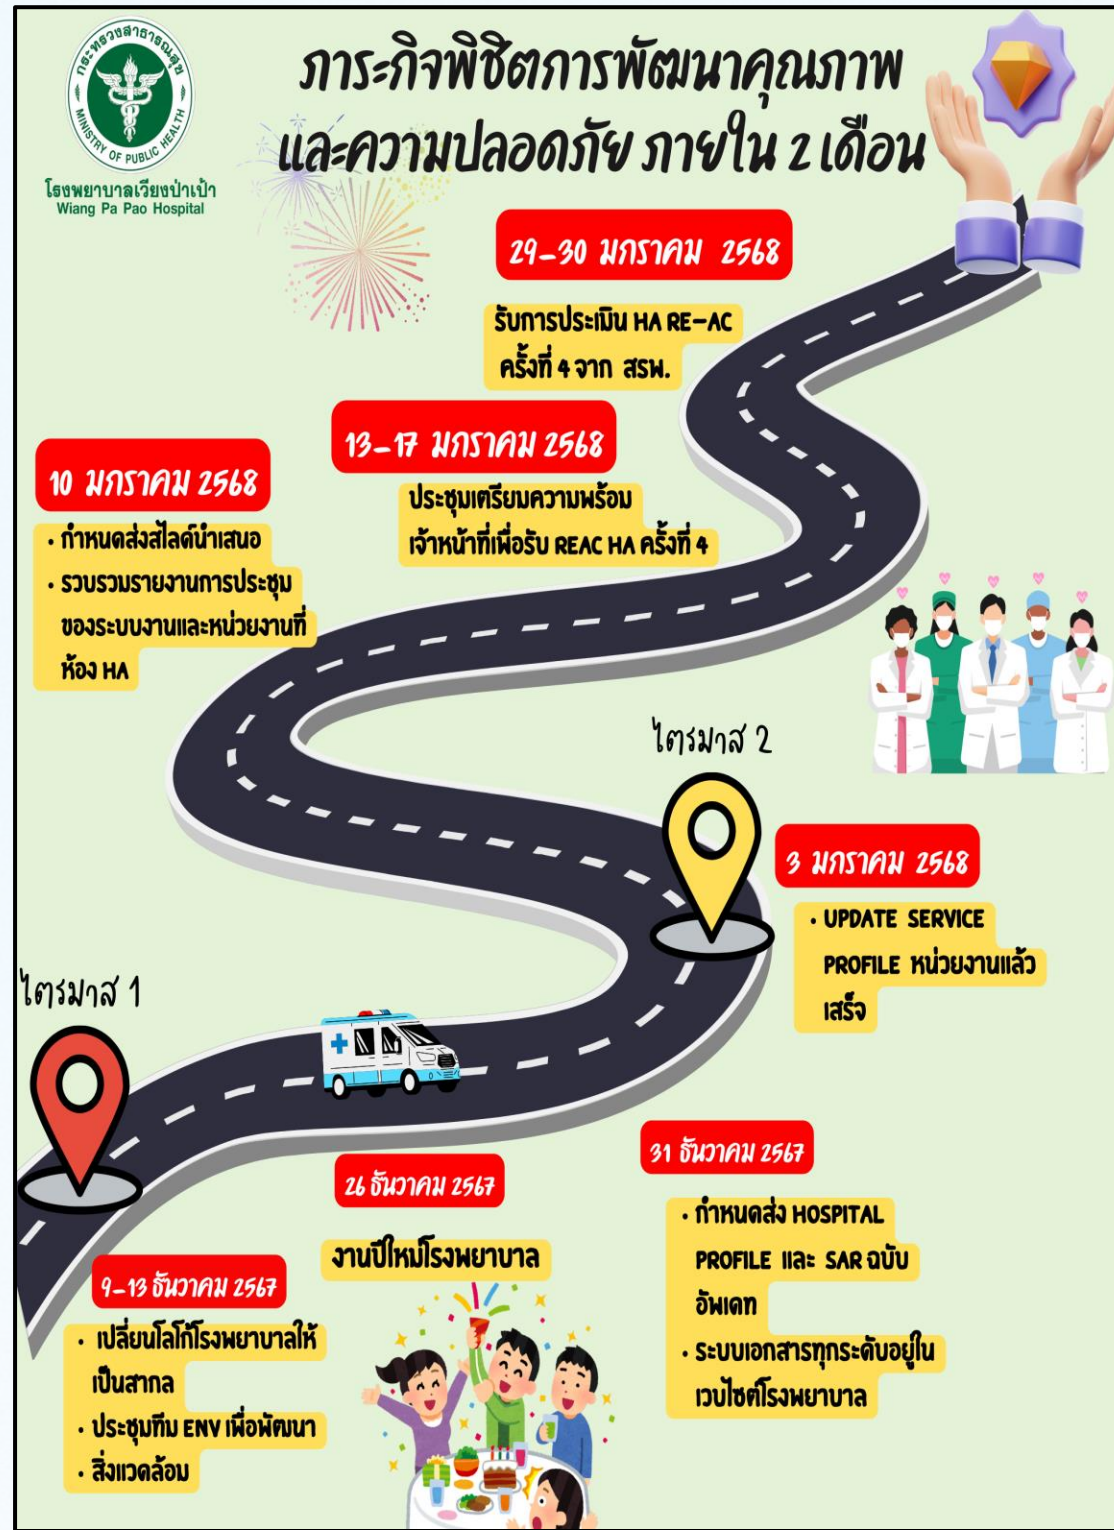 กระทรวงสาธารณสุข
MINISTRY OF PUBLIC HEALTH
โรงพยาบาลเวียงป่าเป้า
Wiang Pa Pao Hospital
ภาระกิจพิชิตการพัฒนาคุณภาพ
และความปลอดภัย ภายใน 2 เดือน
29-30 มกราคม 2568
รับการประเมิน HA RE-AC
ครั้งที่ 4 จาก สรพ.
13-17 มกราคม 2568
ประชุมเตรียมความพร้อม
เจ้าหน้าที่เพื่อรับ REAC HA ครั้งที่ 4
10 มกราคม 2568
• กำหนดส่งสไลด์นำเสนอ
• รวบรวมรายงานการประชุม
ของระบบงานและหน่วยงานที่
ห้อง HA
ไตรมาส 2
3 มกราคม 2568
• UPDATE SERVICE
PROFILE หน่วยงานแล้ว
เสร็จ
ไตรมาส 1
31 ธันวาคม 2567
• กำหนดส่ง HOSPITAL
PROFILE และ SAR ฉบับ
อัพเดท
• ระบบเอกสารทุกระดับอยู่ใน
เวบไซต์โรงพยาบาล
26 ธันวาคม 2567
งานปีใหม่โรงพยาบาล
9-13 ธันวาคม 2567
• เปลี่ยนโลโก้โรงพยาบาลให้
เป็นสากล
• ประชุมทีม ENV เพื่อพัฒนา
• สิ่งแวดล้อม